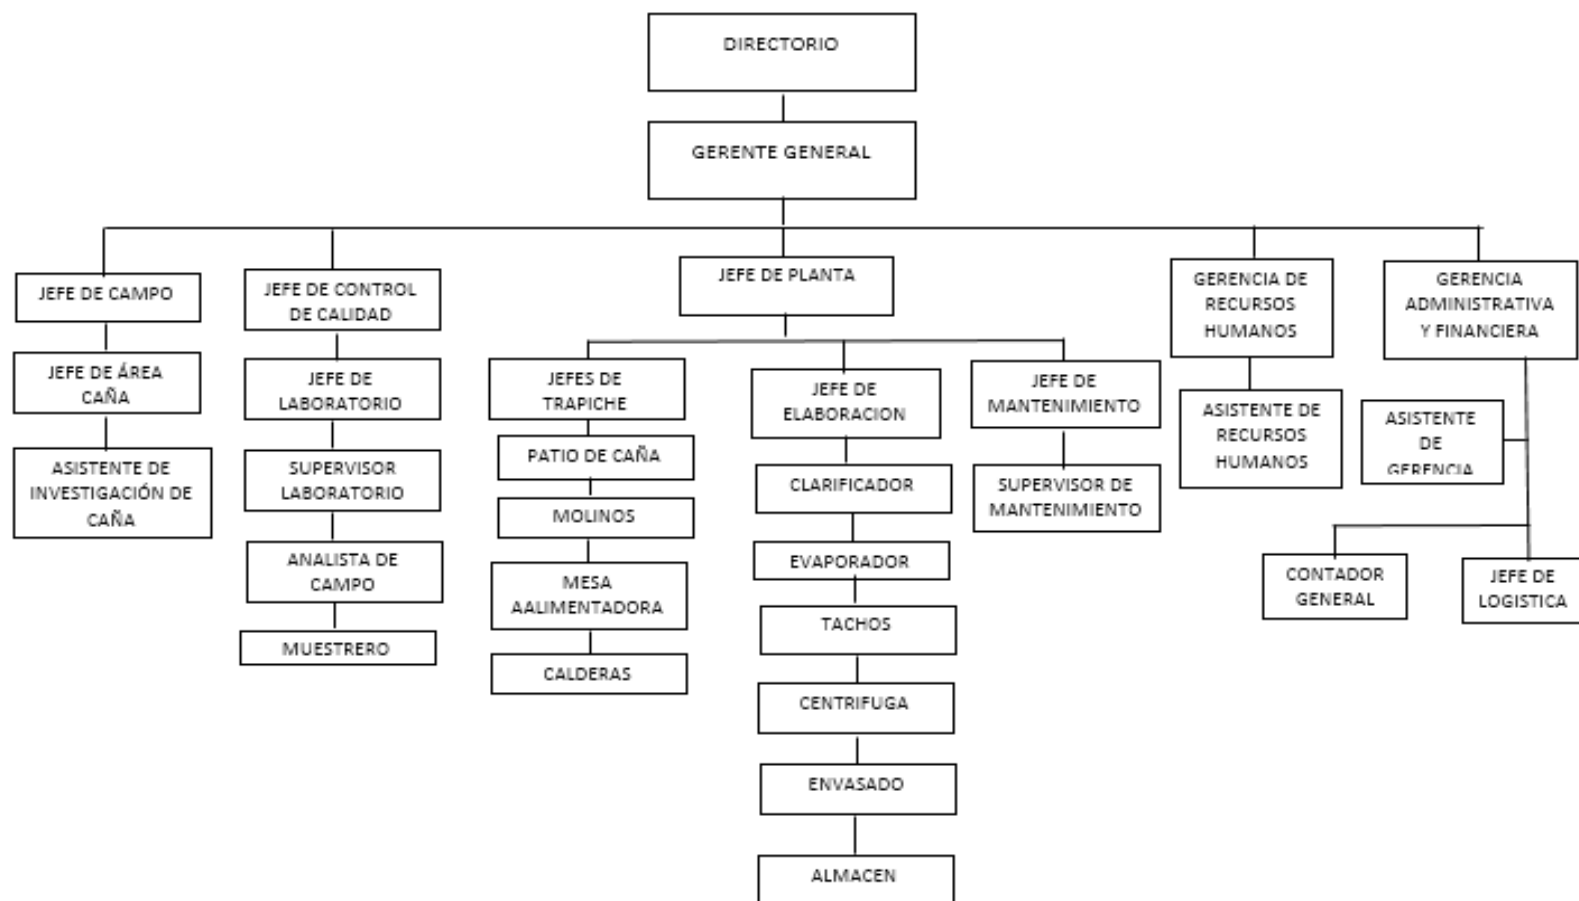 DIRECTORIO
GERENTE GENERAL
JEFE DE CAMPO
JEFE DE CONTROL
DE CALIDAD
JEFE DE PLANTA
GERENCIA DE
RECURSOS
HUMANOS
GERENCIA
ADMINISTRATIVA
Y FINANCIERA
JEFE DE ÁREA
CAÑA
JEFE DE
LABORATORIO
JEFES DE
TRAPICHE
JEFE DE
ELABORACION
JEFE DE
MANTENIMIENTO
ASISTENTE DE
RECURSOS
HUMANOS
ASISTENTE
DE
GERENCIA
ASISTENTE DE
INVESTIGACIÓN DE
CAÑA
SUPERVISOR
LABORATORIO
PATIO DE CAÑA
CLARIFICADOR
SUPERVISOR DE
MANTENIMIENTO
MOLINOS
ANALISTA DE
CAMPO
EVAPORADOR
CONTADOR
GENERAL
JEFE DE
LOGISTICA
MESA
AALIMENTADORA
TACHOS
MUESTRERO
CALDERAS
CENTRIFUGA
ENVASADO
ALMACEN